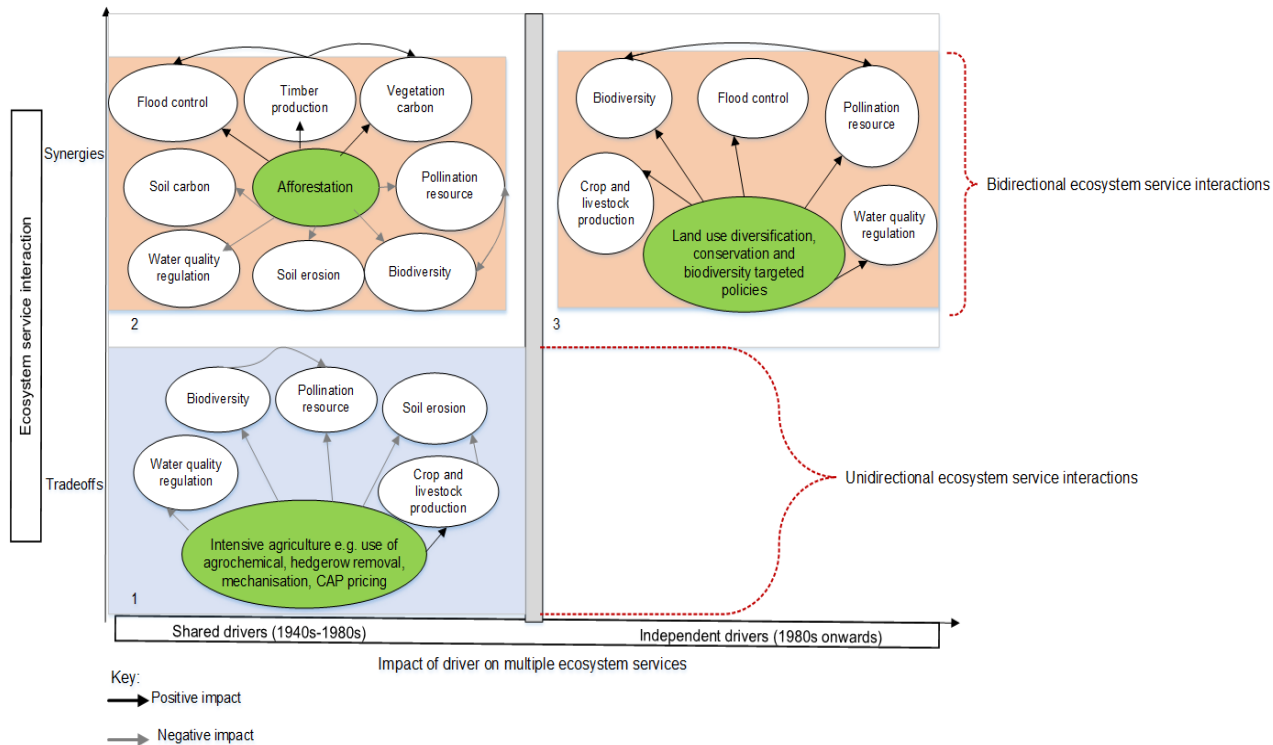 Ecosystem service interaction
Synergies
Tradeoffs
Flood control
Timber
production
Vegetation
carbon
Soil carbon
Afforestation
Pollination
resource
Water quality
regulation
Soil erosion
Biodiversity
2
Biodiversity
Flood control
Pollination
resource
Crop and
livestock
production
Land use diversification,
conservation and
biodiversity targeted
policies
Water quality
regulation
3
Bidirectional ecosystem service interactions
Biodiversity
Pollination
resource
Soil erosion
Water quality
regulation
Crop and
livestock
production
Intensive agriculture e.g. use of
agrochemical, hedgerow removal,
mechanisation, CAP pricing
1
Unidirectional ecosystem service interactions
Shared drivers (1940s-1980s)
Independent drivers (1980s onwards)
Impact of driver on multiple ecosystem services
Key:
Positive impact
Negative impact